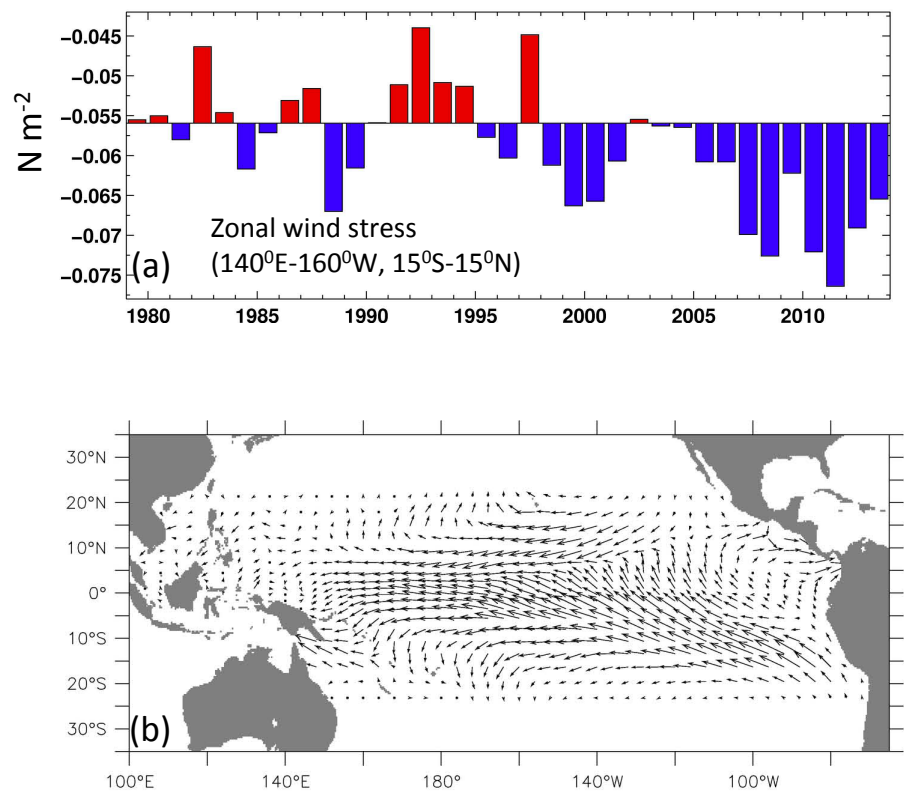 N m⁻²
−0.045
−0.05
−0.055
−0.06
−0.065
−0.07
−0.075
Zonal wind stress
(a) (140⁰E-160⁰W, 15⁰S-15⁰N)
1980 1985 1990 1995 2000 2005 2010
30°N
20°N
10°N
0°
10°S
20°S
30°S
(b)
100°E 140°E 180° 140°W 100°W